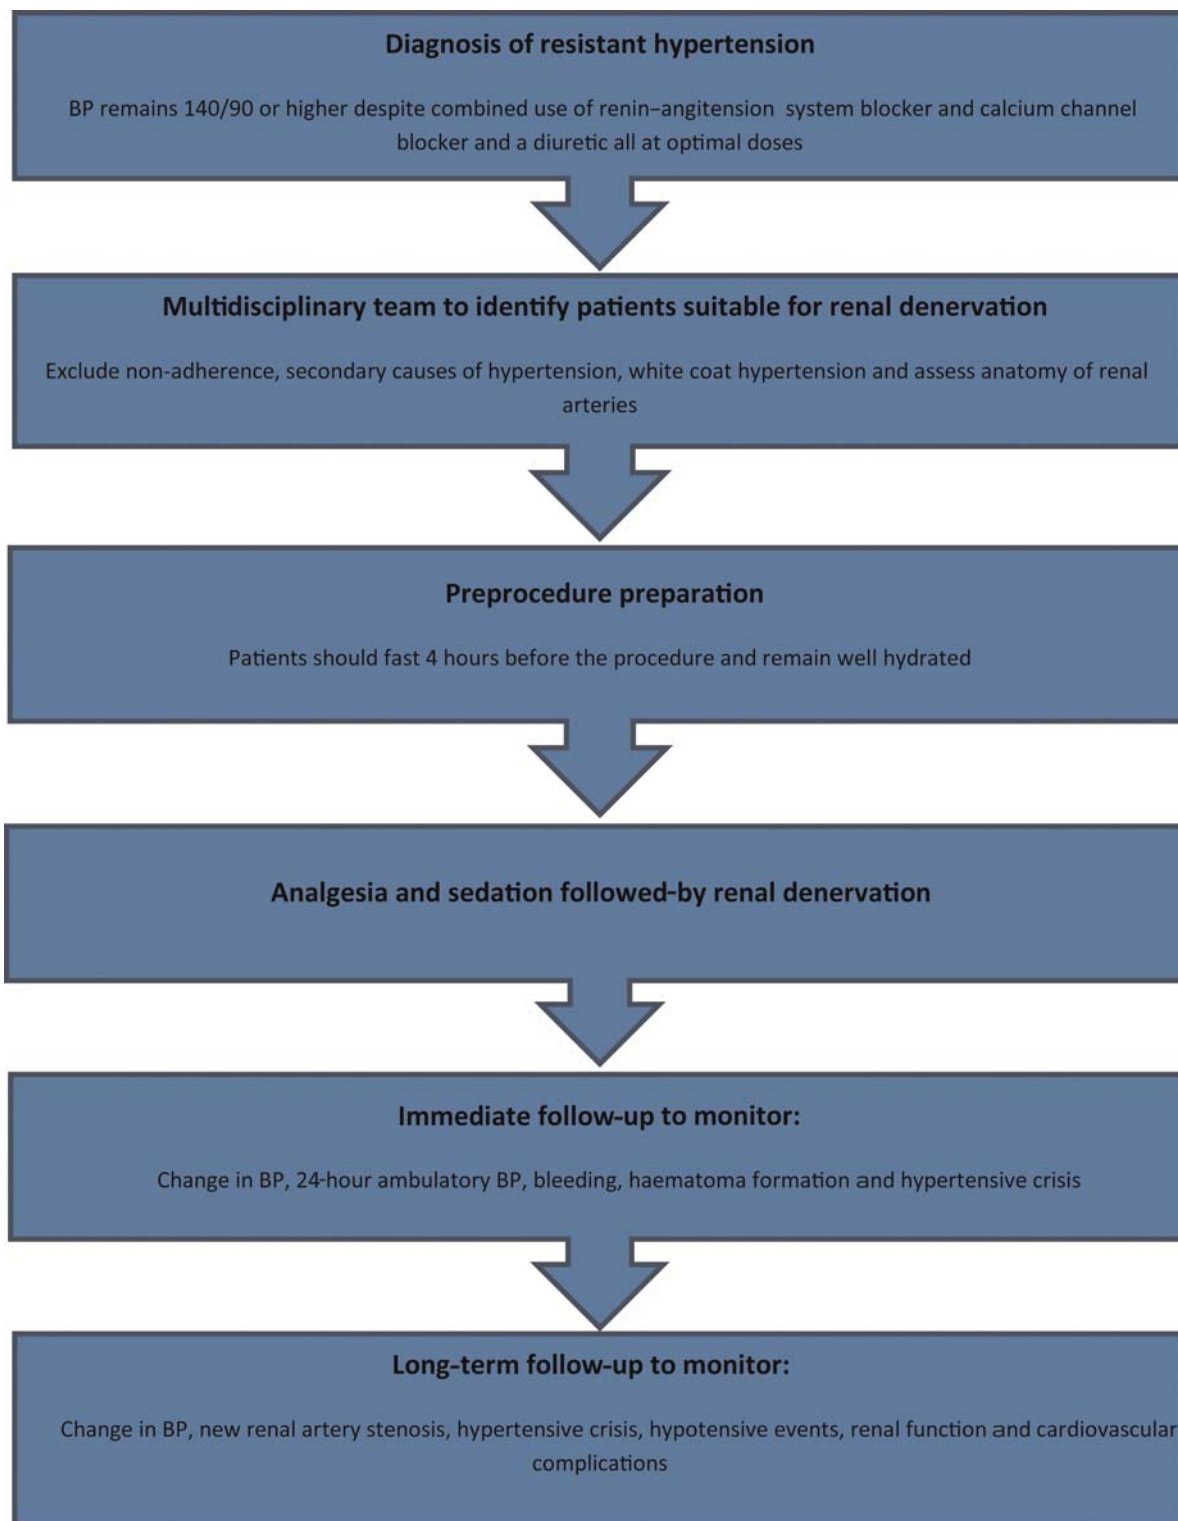 Diagnosis of resistant hypertension
BP remains 140/90 or higher despite combined use of renin–angitension system blocker and calcium channel
blocker and a diuretic all at optimal doses
Multidisciplinary team to identify patients suitable for renal denervation
Exclude non-adherence, secondary causes of hypertension, white coat hypertension and assess anatomy of renal
arteries
Preprocedure preparation
Patients should fast 4 hours before the procedure and remain well hydrated
Analgesia and sedation followed-by renal denervation
Immediate follow-up to monitor:
Change in BP, 24-hour ambulatory BP, bleeding, haematoma formation and hypertensive crisis
Long-term follow-up to monitor:
Change in BP, new renal artery stenosis, hypertensive crisis, hypotensive events, renal function and cardiovascular
complications